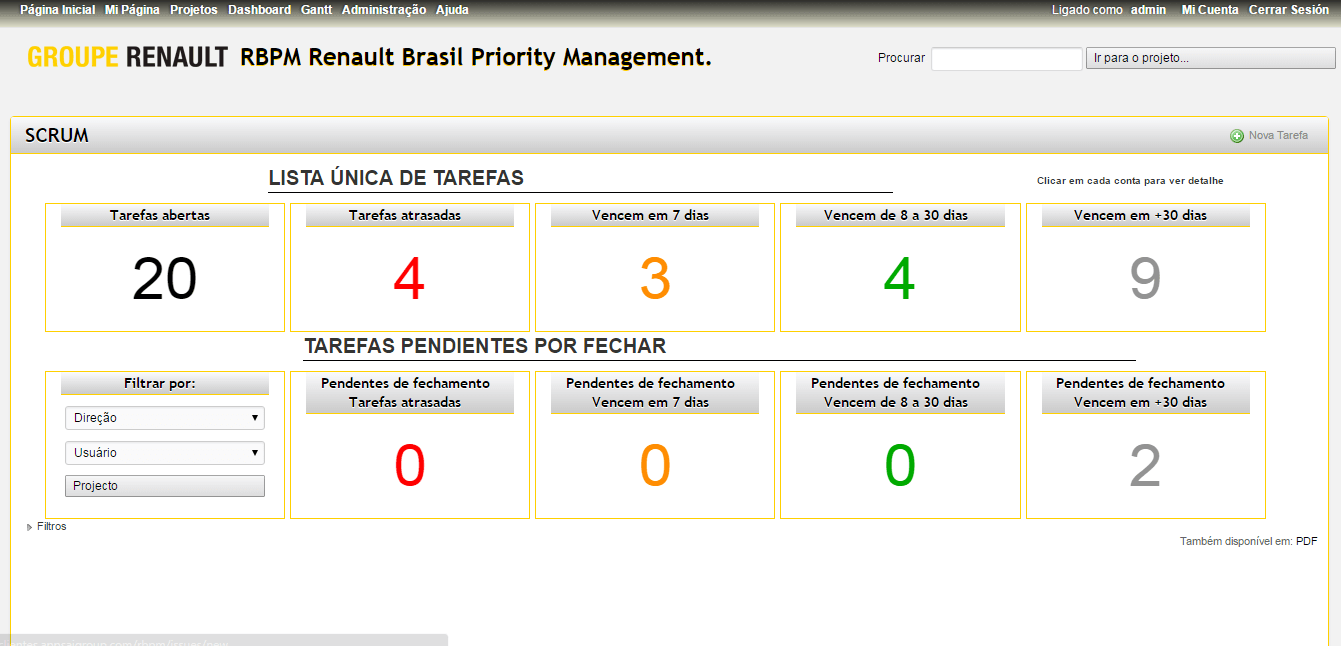 Página Inicial Mi Página Projetos Dashboard Gantt Administração Ajuda Ligado como admin Mi Cuenta Cerrar Sesión
GROUPE RENAULT RBPM Renault Brasil Priority Management. Procurar Ir para o projeto...
SCRUM Nova Tarefa
LISTA ÚNICA DE TAREFAS Clicar em cada conta para ver detalhe
Tarefas abertas Tarefas atrasadas Vencem em 7 dias Vencem de 8 a 30 dias Vencem em +30 dias
20 4 3 4 9
TAREFAS PENDIENTES POR FECHAR
Filtrar por: Pendentes de fechamento Pendentes de fechamento Pendentes de fechamento Pendentes de fechamento
Tarefas atrasadas Vencem em 7 dias Vencem de 8 a 30 dias Vencem em +30 dias
Direção
Usuário
0 0 0 2
Projecto
Filtros
Também disponível em: PDF